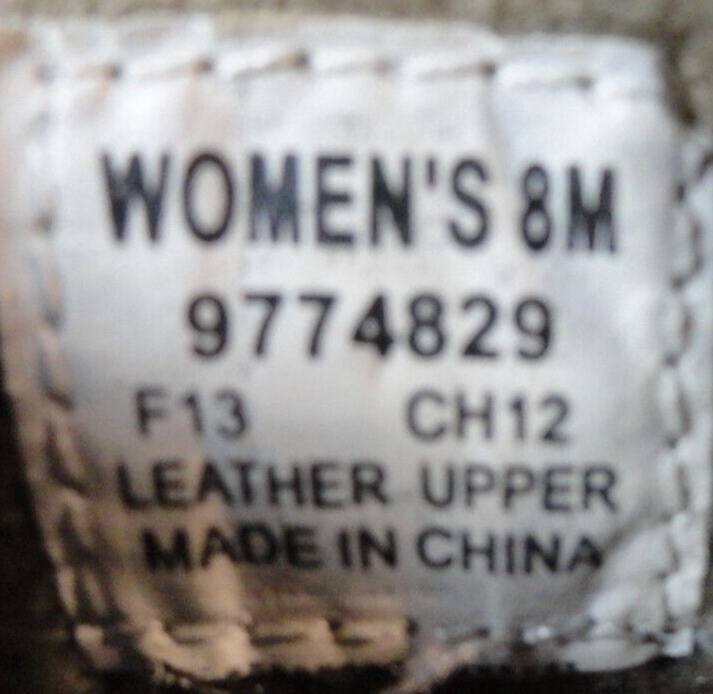 WOMEN'S 8M
9774829
F13 CH12
LEATHER UPPER
MADE IN CHINA